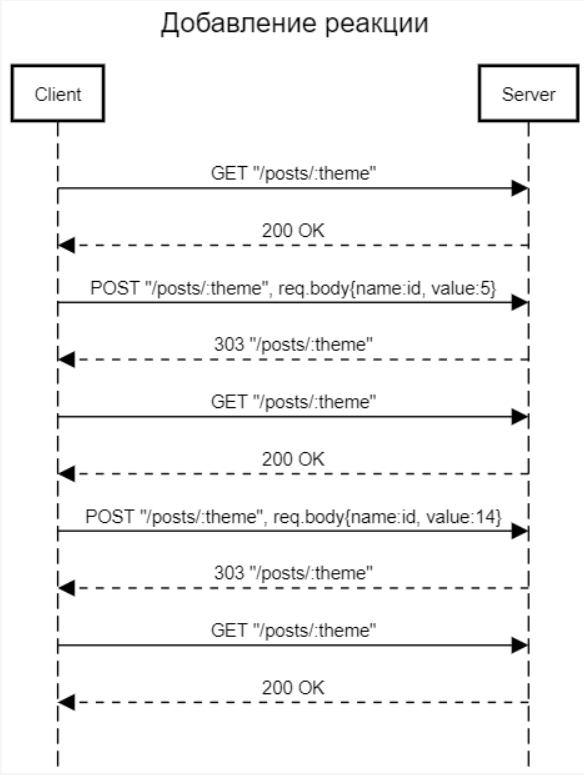 Добавление реакции
Client
Server
GET "/posts/:theme"
200 OK
POST "/posts/:theme", req.body{name:id, value:5}
303 "/posts/:theme"
GET "/posts/:theme"
200 OK
POST "/posts/:theme", req.body{name:id, value:14}
303 "/posts/:theme"
GET "/posts/:theme"
200 OK